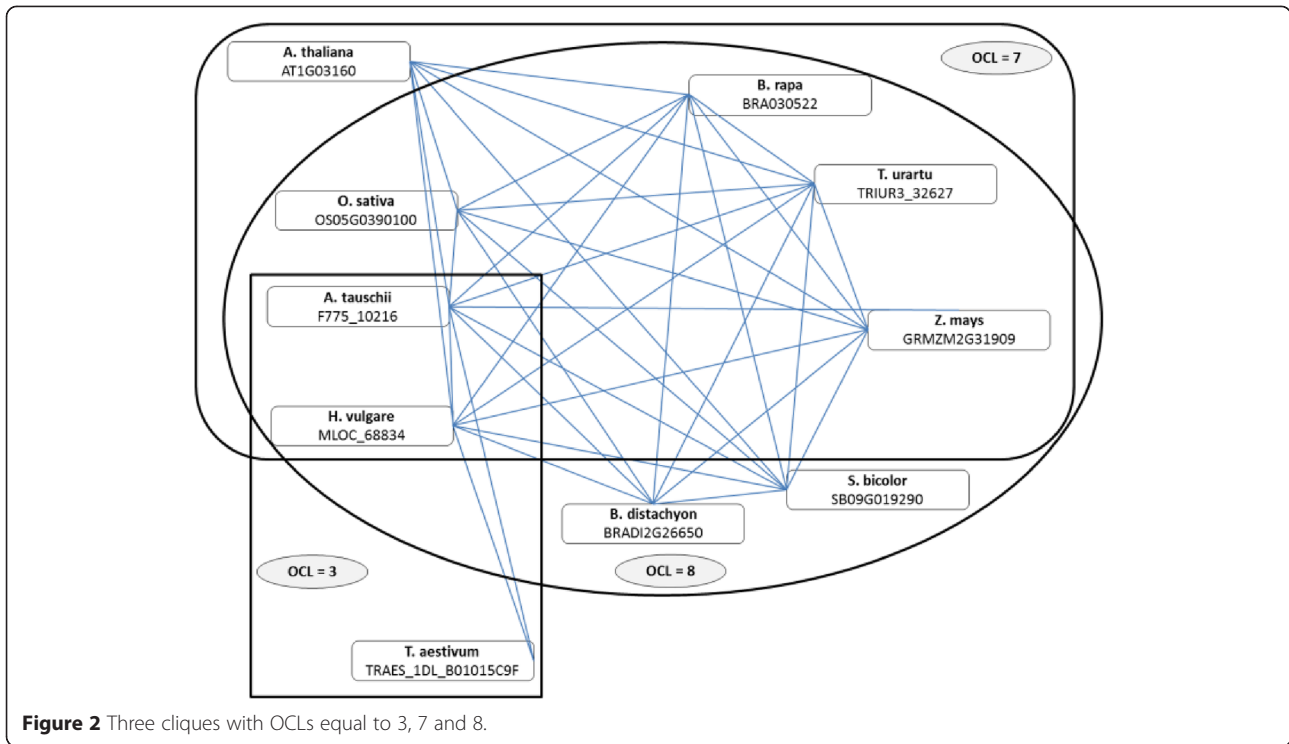 A. thaliana
AT1G03160
OCL = 7
B. rapa
BRA030522
T. urartu
TRIUR3_32627
O. sativa
OS05G0390100
A. tauschii
F775_10216
Z. mays
GRMZM2G31909
H. vulgare
MLOC_68834
S. bicolor
SB09G019290
B. distachyon
BRADI2G26650
OCL = 3
OCL = 8
T. aestivum
TRAES_1DL_B01015C9F
Figure 2 Three cliques with OCLs equal to 3, 7 and 8.